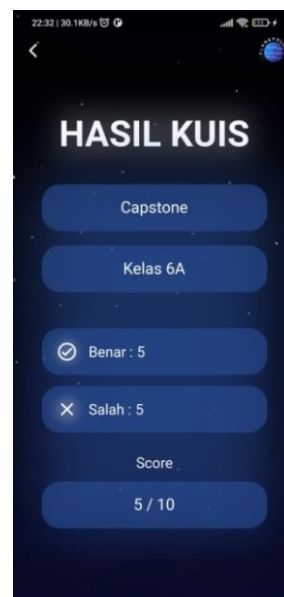 22:32 | 30.1KB/s
HASIL KUIS
Capstone
Kelas 6A
Benar : 5
Salah : 5
Score
5 / 10